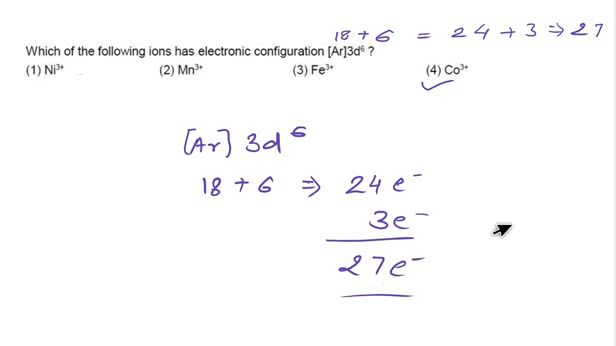 18 + 6 = 24 + 3 ⇒ 27
Which of the following ions has electronic configuration [Ar]3d⁶ ?
(1) Ni³⁺ (2) Mn³⁺ (3) Fe³⁺ (4) Co³⁺
[Ar] 3d⁶
18 + 6 ⇒ 24e⁻
3e⁻
27e⁻